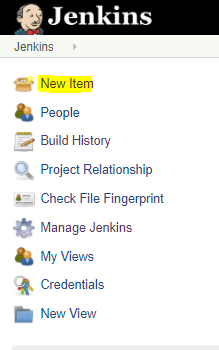 Jenkins
Jenkins
New Item
People
Build History
Project Relationship
Check File Fingerprint
Manage Jenkins
My Views
Credentials
New View